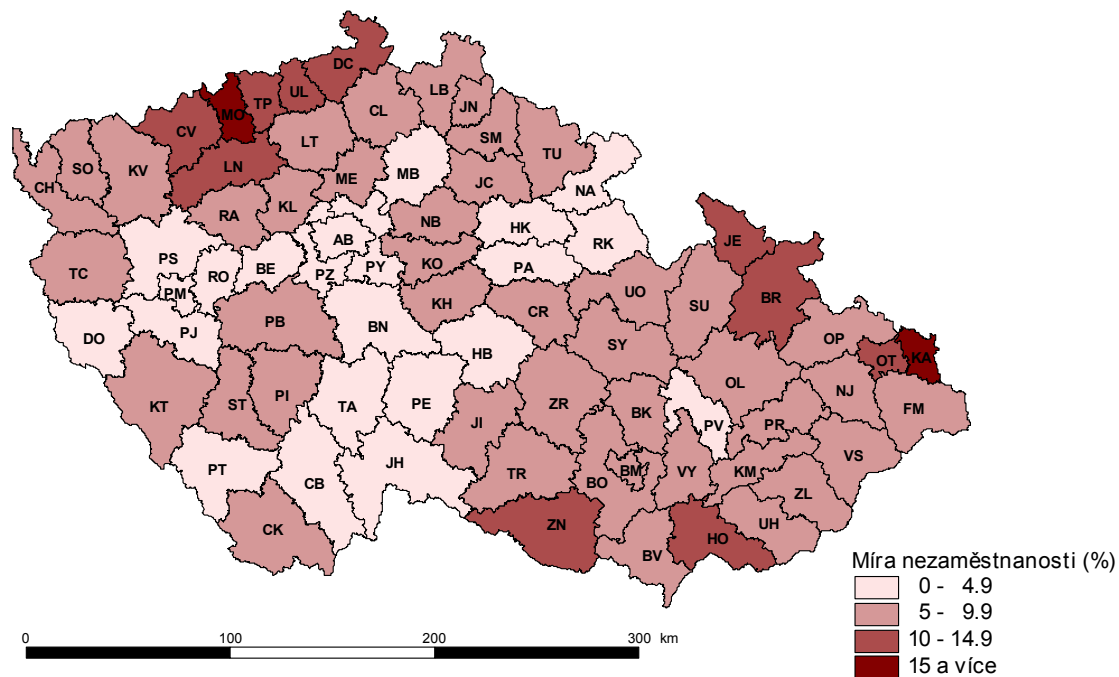 DC
LB
JN
TP
UL
MO
CL
CV
LT
SM
TU
LN
SO
KV
CH
ME
MB
JC
NA
RA
KL
NB
HK
RK
AB
JE
PS
RO
BE
PZ
PY
KO
PA
TC
PM
BR
KH
CR
UO
SU
DO
PJ
PB
BN
OP
HB
SY
OT
KA
KT
ST
PI
TA
PE
ZR
OL
NJ
FM
JI
BK
PV
PR
PT
CB
JH
TR
BO
BM
VY
KM
VS
ZL
CK
ZN
HO
UH
BV
Míra nezaměstnanosti (%)
0 - 4.9
5 - 9.9
10 - 14.9
15 a více
0 100 200 300 km